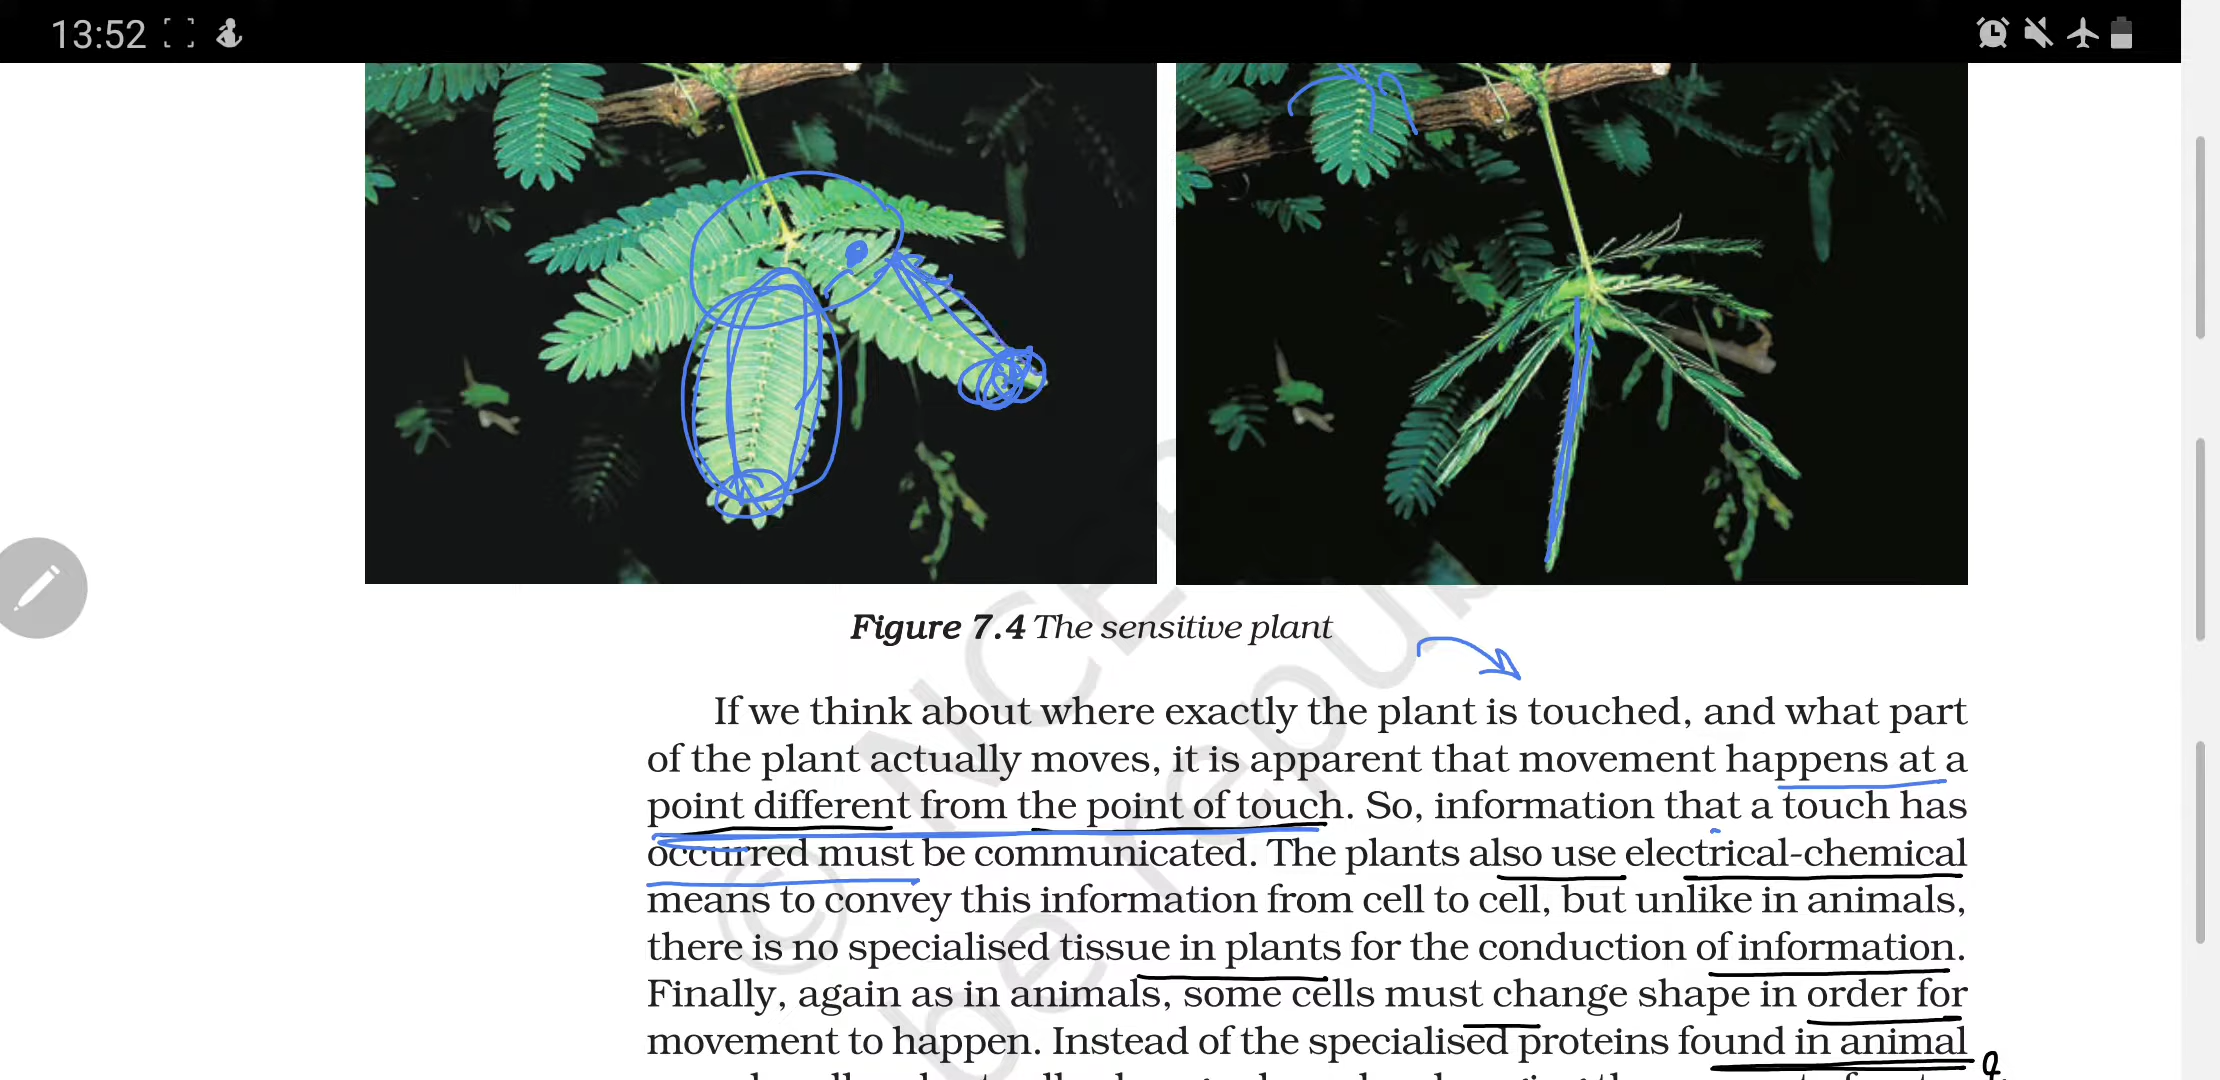 13:52
Figure 7.4 The sensitive plant
If we think about where exactly the plant is touched, and what part
of the plant actually moves, it is apparent that movement happens at a
point different from the point of touch. So, information that a touch has
occurred must be communicated. The plants also use electrical-chemical
means to convey this information from cell to cell, but unlike in animals,
there is no specialised tissue in plants for the conduction of information.
Finally, again as in animals, some cells must change shape in order for
movement to happen. Instead of the specialised proteins found in animal
© NCE
be repu